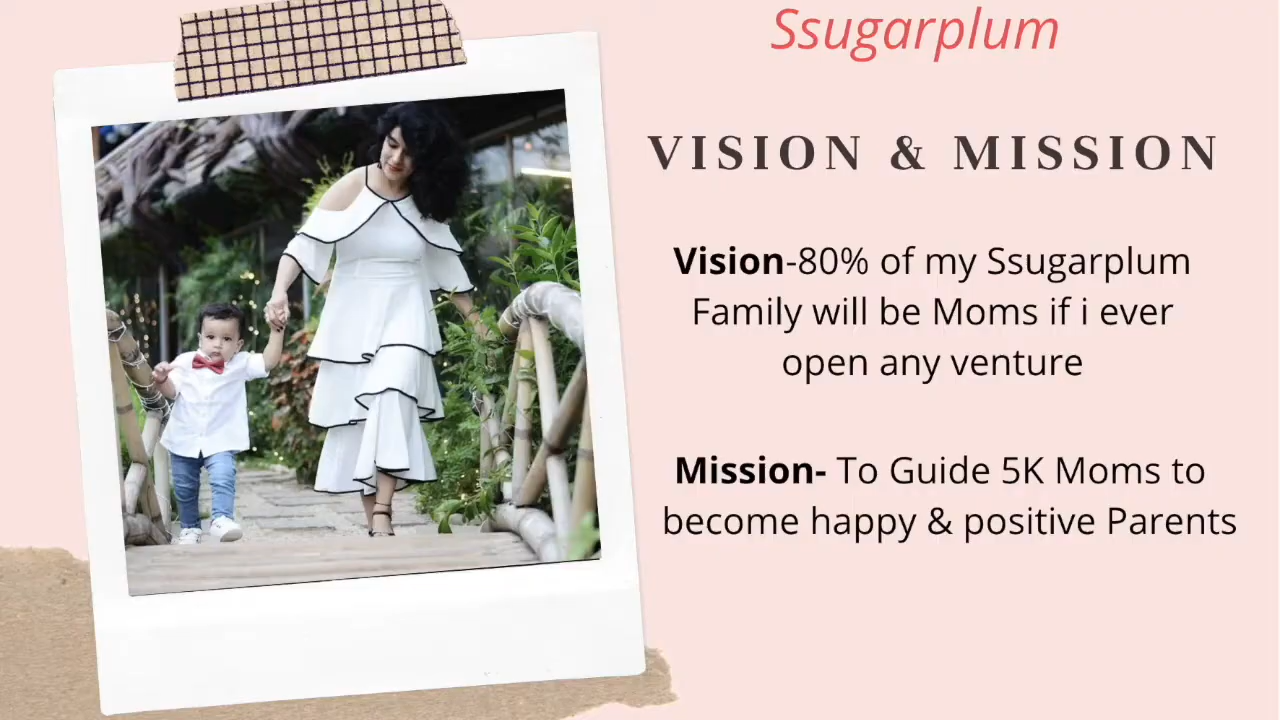 Ssugarplum
VISION & MISSION
Vision-80% of my Ssugarplum
Family will be Moms if i ever
open any venture
Mission- To Guide 5K Moms to
become happy & positive Parents